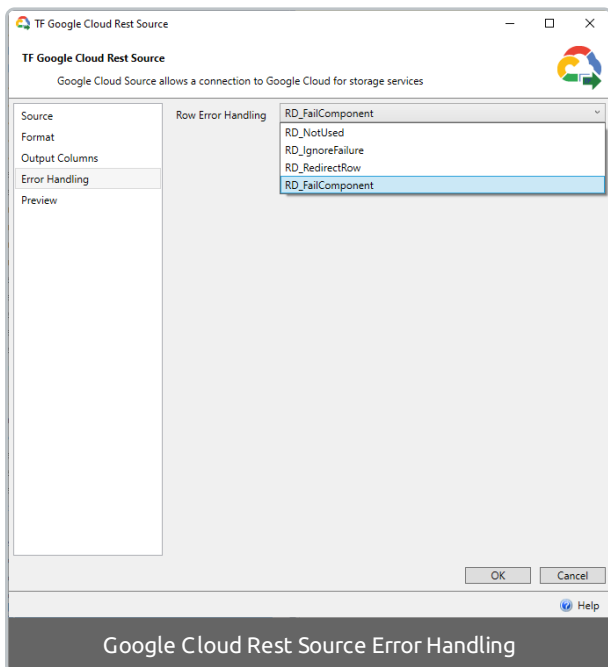 TF Google Cloud Rest Source
TF Google Cloud Rest Source
Google Cloud Source allows a connection to Google Cloud for storage services
Source
Format
Output Columns
Error Handling
Preview
Row Error Handling
RD_FailComponent
RD_NotUsed
RD_IgnoreFailure
RD_RedirectRow
RD_FailComponent
OK
Cancel
Help
Google Cloud Rest Source Error Handling